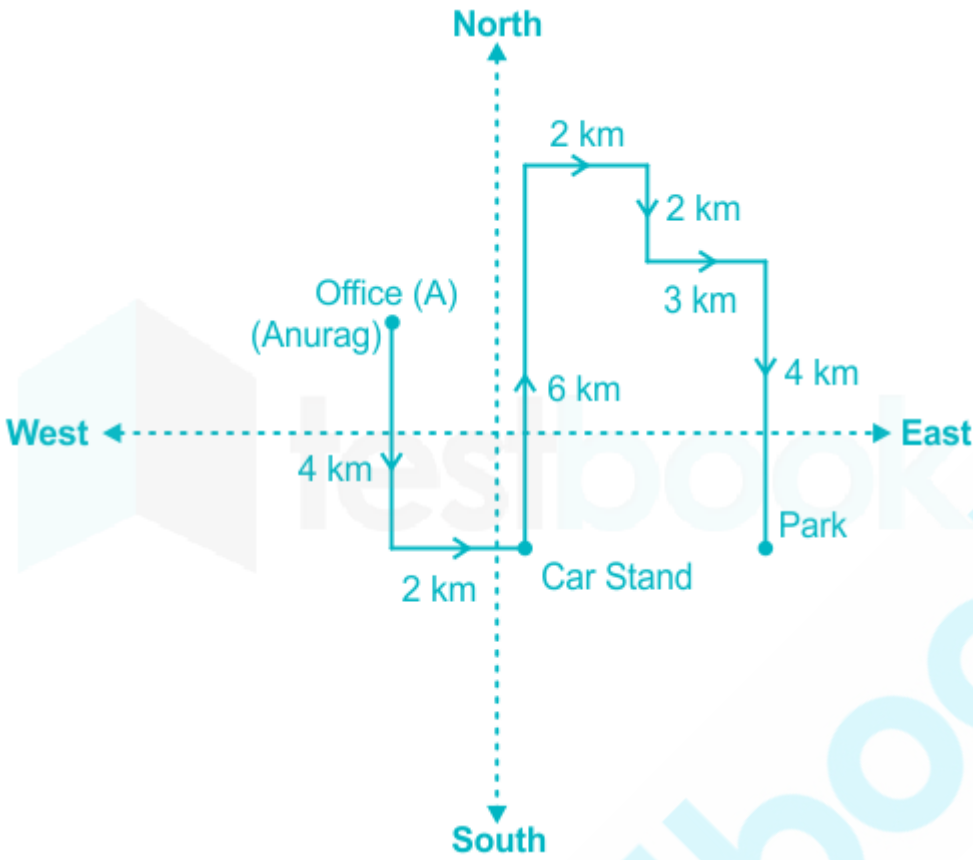 North
2 km
2 km
Office (A)
(Anurag)
3 km
4 km
6 km
West
East
4 km
testbook
Park
2 km
Car Stand
South